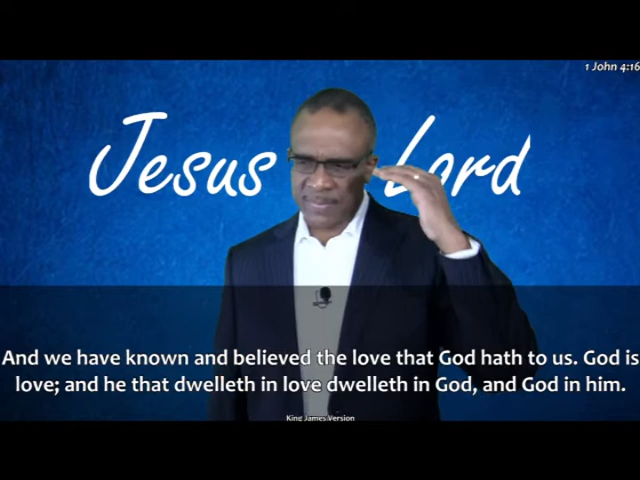 1 John 4:16
Jesus Lord
And we have known and believed the love that God hath to us. God is
love; and he that dwelleth in love dwelleth in God, and God in him.
King James Version